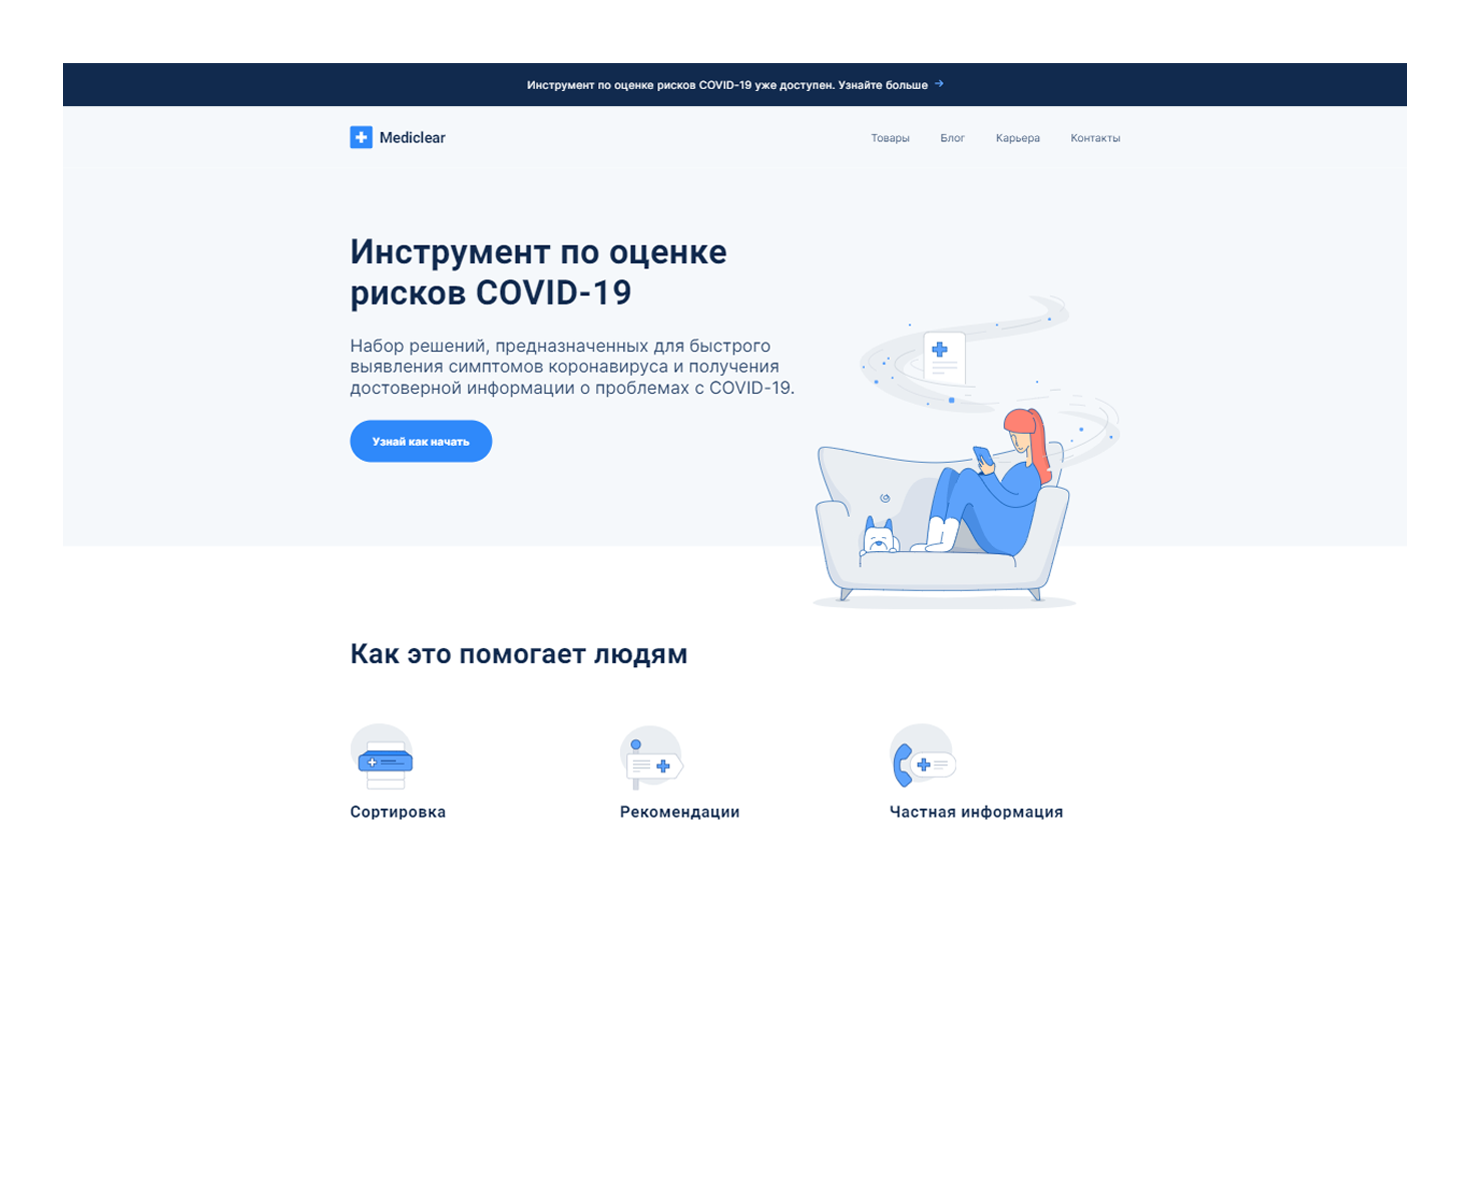 Инструмент по оценке рисков COVID-19 уже доступен. Узнайте больше →
Mediclear
Товары Блог Карьера Контакты
Инструмент по оценке
рисков COVID-19
Набор решений, предназначенных для быстрого
выявления симптомов коронавируса и получения
достоверной информации о проблемах с COVID-19.
Узнай как начать
Как это помогает людям
Сортировка
Рекомендации
Частная информация